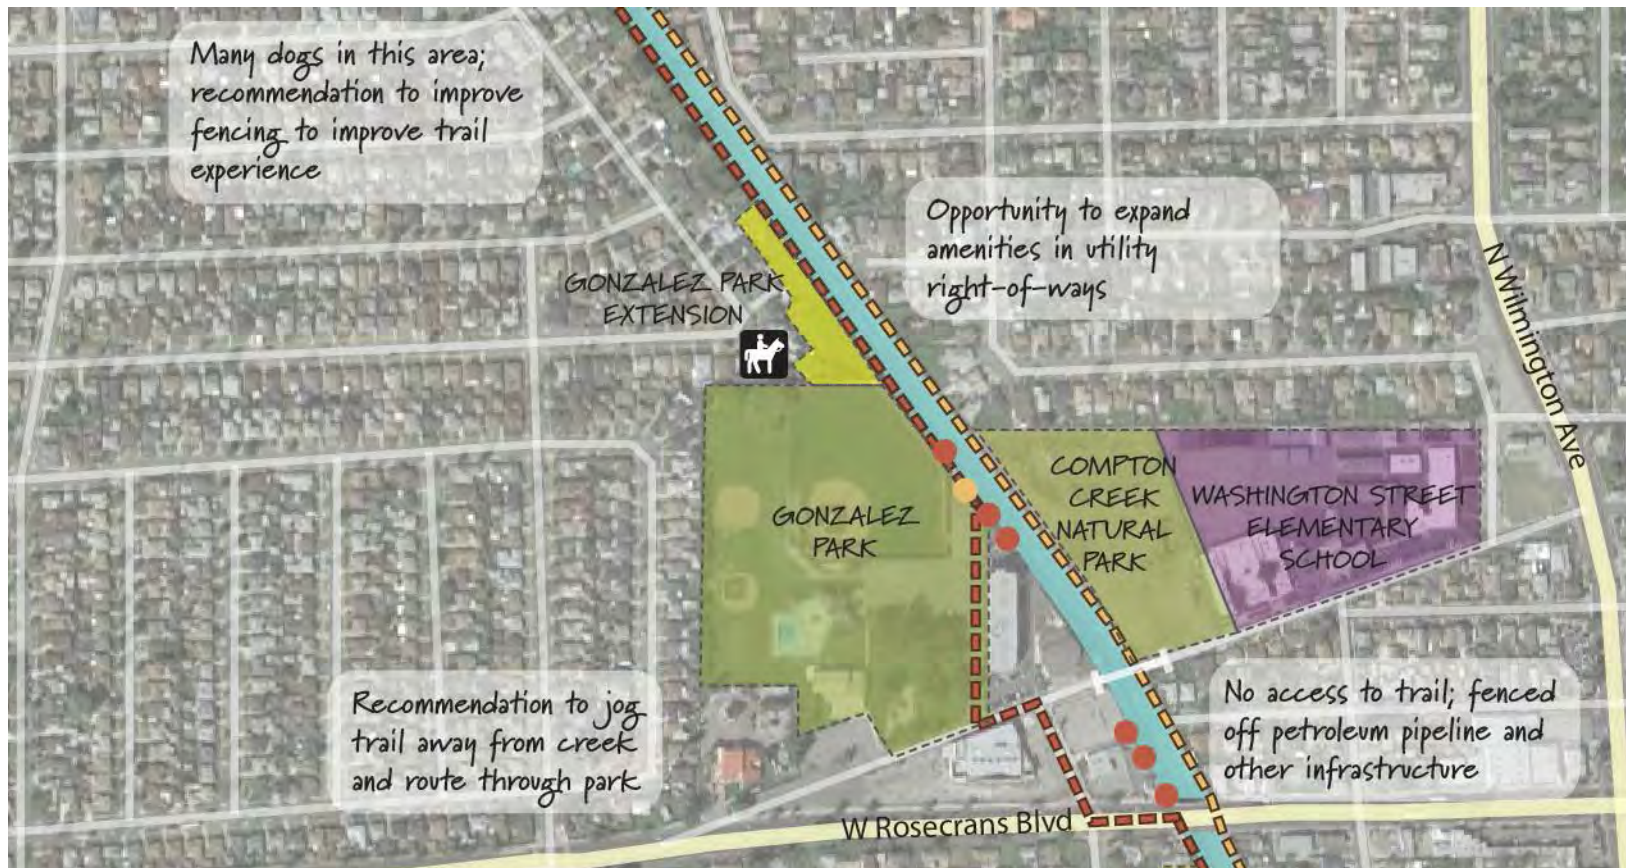 Many dogs in this area;
recommendation to improve
fencing to improve trail
experience
Opportunity to expand
amenities in utility
right-of-ways
N Wilmington Ave
GONZALEZ PARK
EXTENSION
COMPTON
CREEK
NATURAL
PARK
WASHINGTON STREET
ELEMENTARY
SCHOOL
GONZALEZ
PARK
Recommendation to jog
trail away from creek
and route through park
No access to trail; fenced
off petroleum pipeline and
other infrastructure
W Rosecrans Blvd